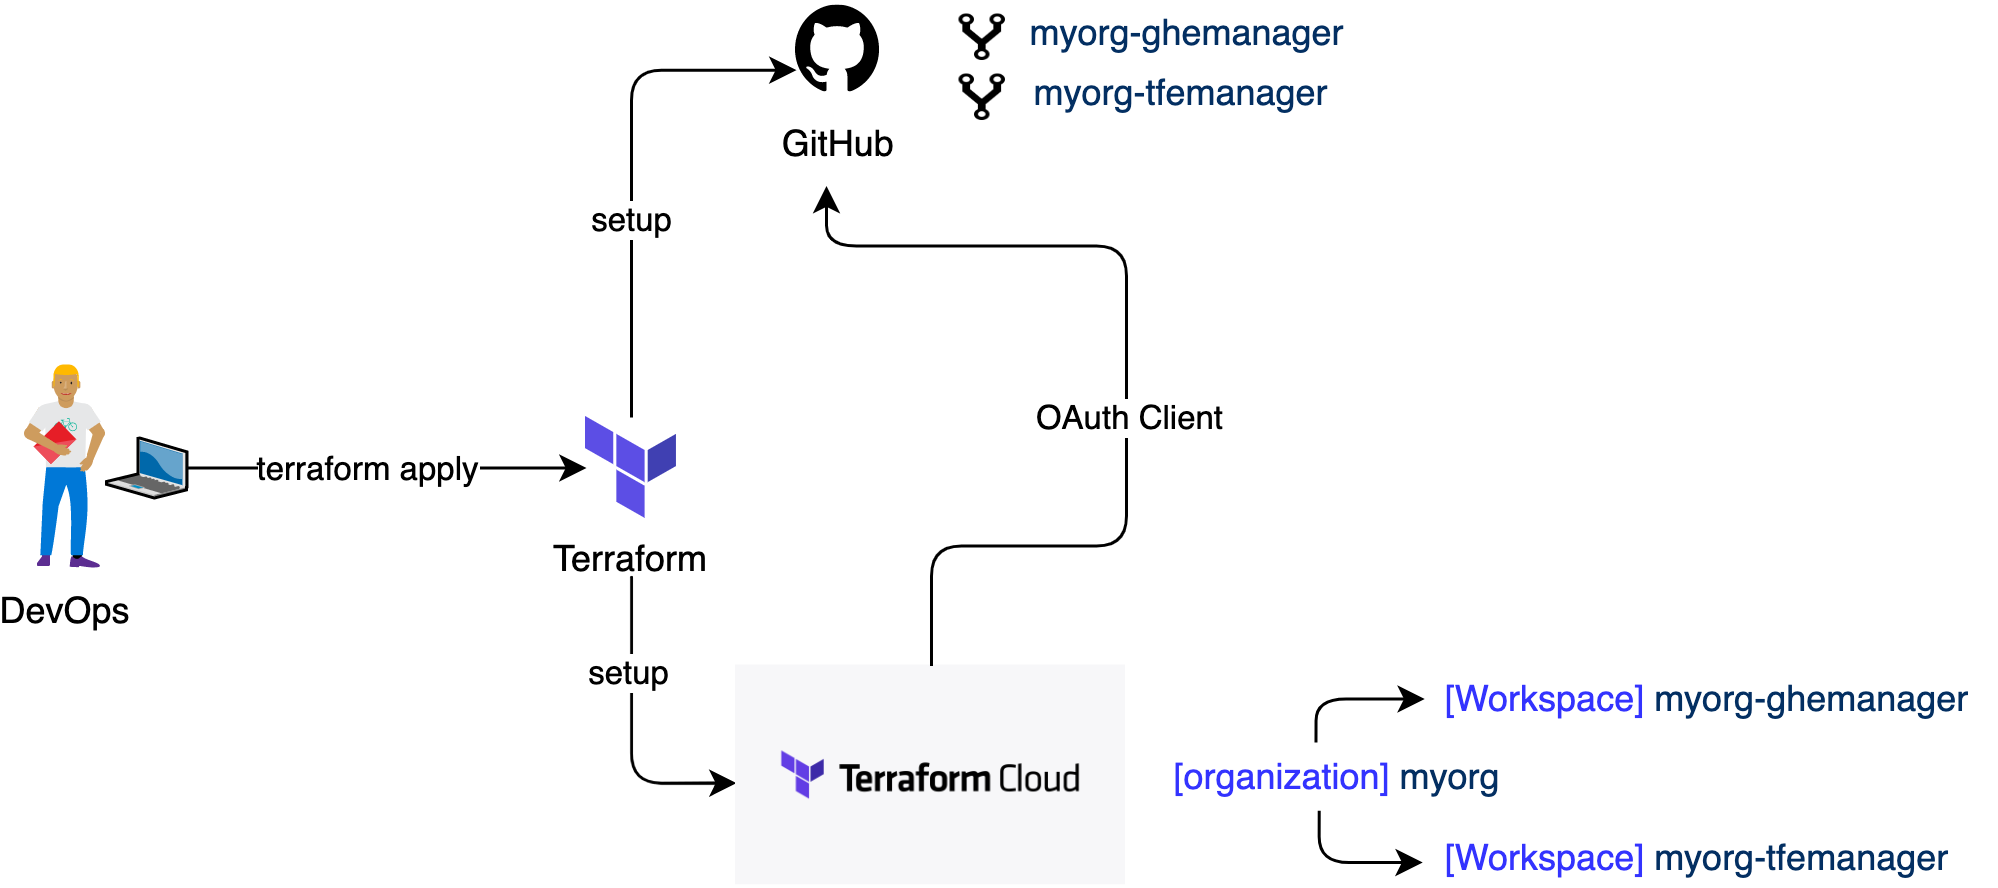 myorg-ghemanager
myorg-tfemanager
GitHub
setup
OAuth Client
terraform apply
Terraform
DevOps
setup
Terraform Cloud
[Workspace] myorg-ghemanager
[organization] myorg
[Workspace] myorg-tfemanager